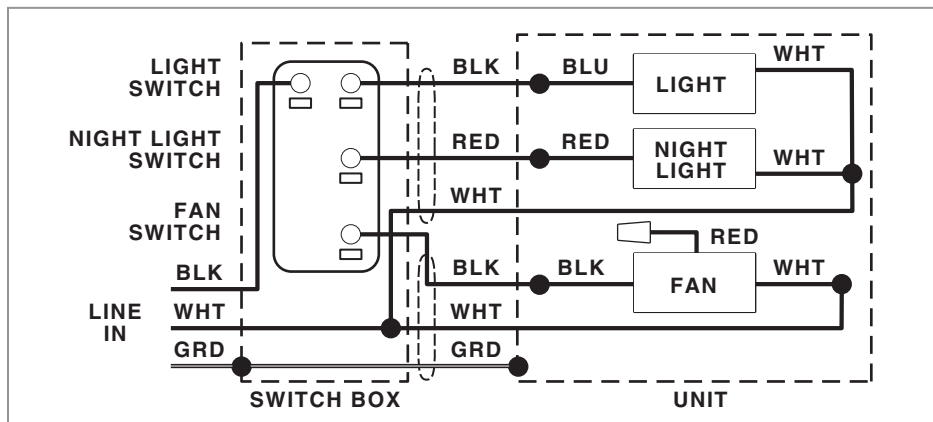 LIGHT
SWITCH
BLK
BLU
LIGHT
WHT
NIGHT LIGHT
SWITCH
RED
RED
NIGHT
LIGHT
WHT
WHT
FAN
SWITCH
RED
BLK
BLK
BLK
FAN
WHT
LINE
IN
WHT
WHT
GRD
GRD
SWITCH BOX
UNIT